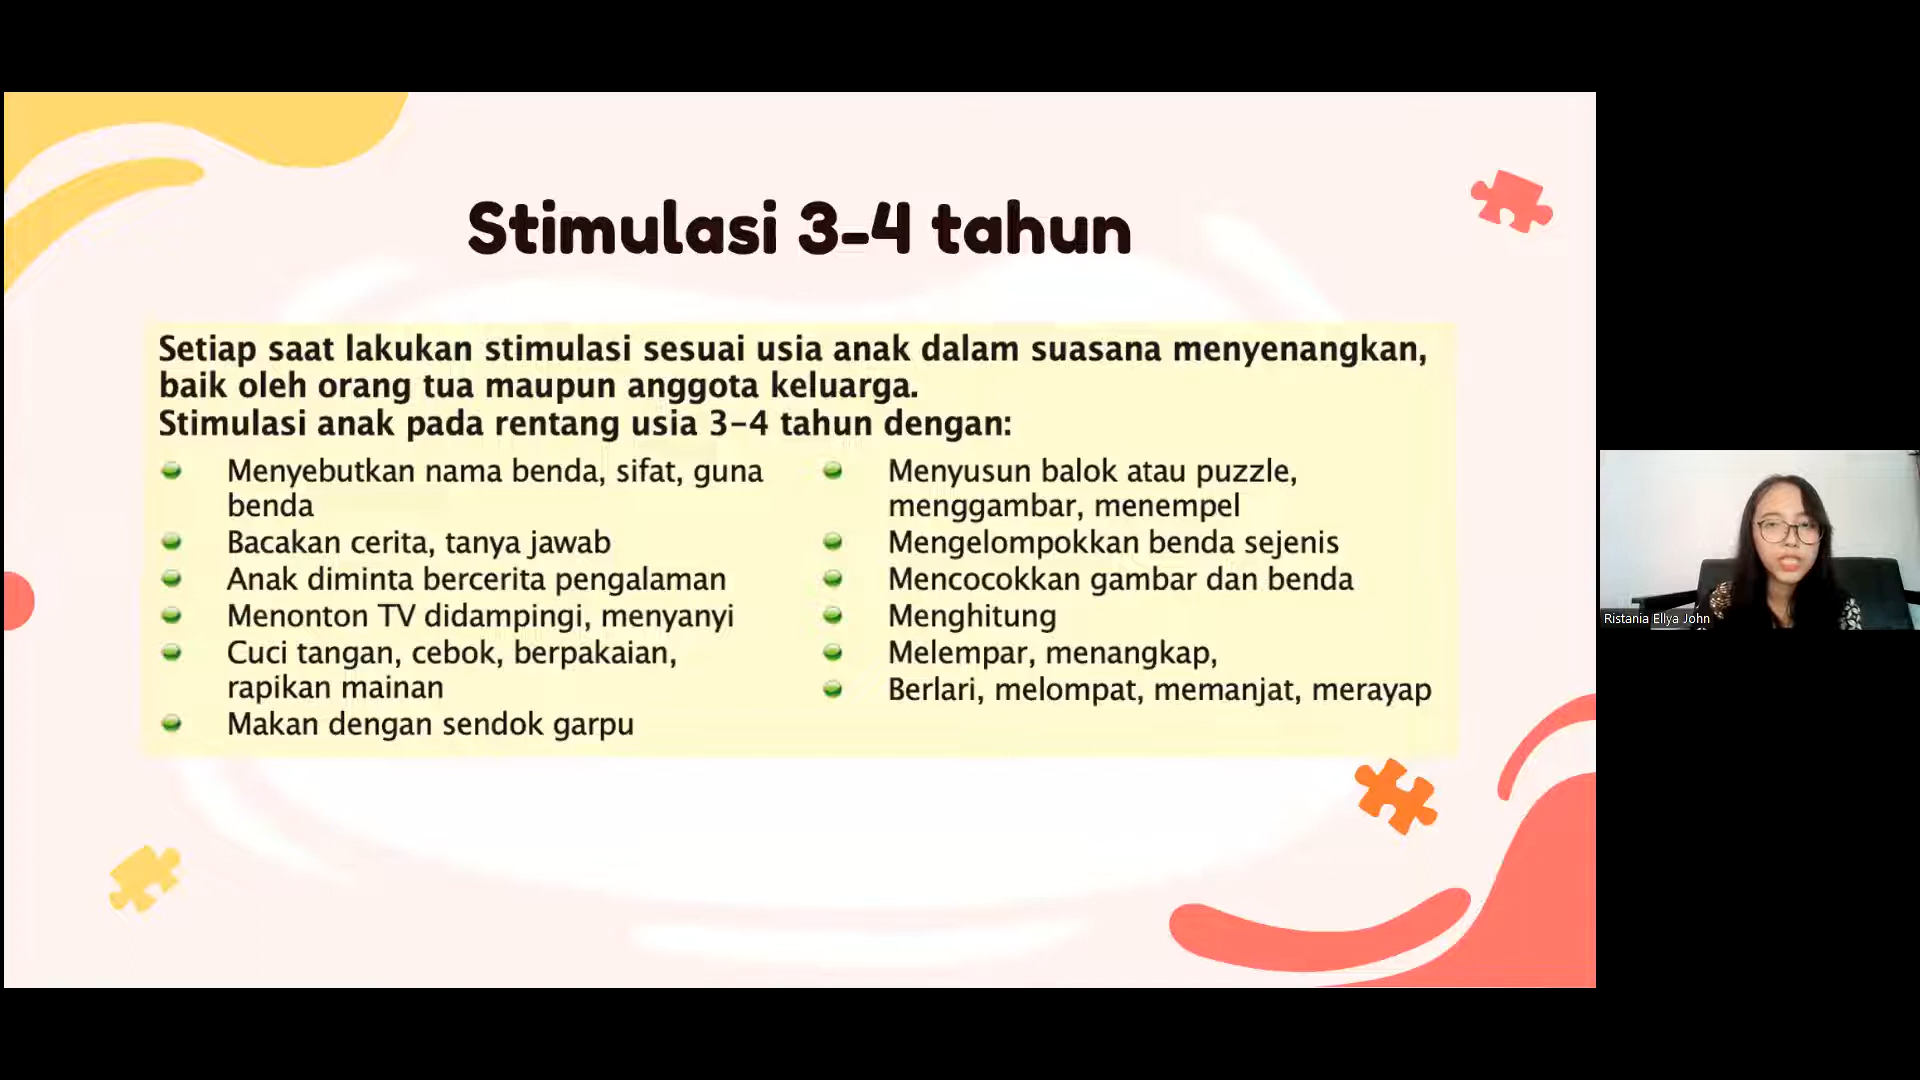 Stimulasi 3-4 tahun
Setiap saat lakukan stimulasi sesuai usia anak dalam suasana menyenangkan,
baik oleh orang tua maupun anggota keluarga.
Stimulasi anak pada rentang usia 3-4 tahun dengan:
Menyebutkan nama benda, sifat, guna
benda
Bacakan cerita, tanya jawab
Anak diminta bercerita pengalaman
Menonton TV didampingi, menyanyi
Cuci tangan, cebok, berpakaian,
rapikan mainan
Makan dengan sendok garpu
Menyusun balok atau puzzle,
menggambar, menempel
Mengelompokkan benda sejenis
Mencocokkan gambar dan benda
Menghitung
Melempar, menangkap,
Berlari, melompat, memanjat, merayap
Ristania Ellya John